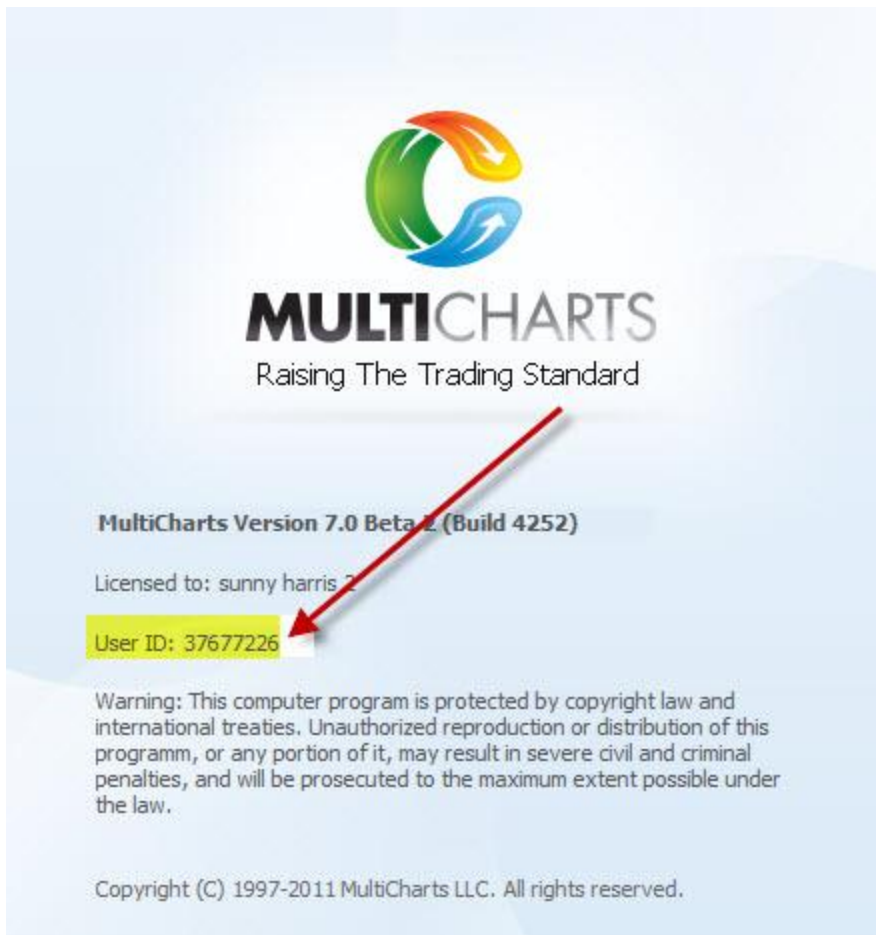 MULTICHARTS
Raising The Trading Standard
MultiCharts Version 7.0 Beta 2 (Build 4252)
Licensed to: sunny harris 2
User ID: 37677226
Warning: This computer program is protected by copyright law and
international treaties. Unauthorized reproduction or distribution of this
programm, or any portion of it, may result in severe civil and criminal
penalties, and will be prosecuted to the maximum extent possible under
the law.
Copyright (C) 1997-2011 MultiCharts LLC. All rights reserved.